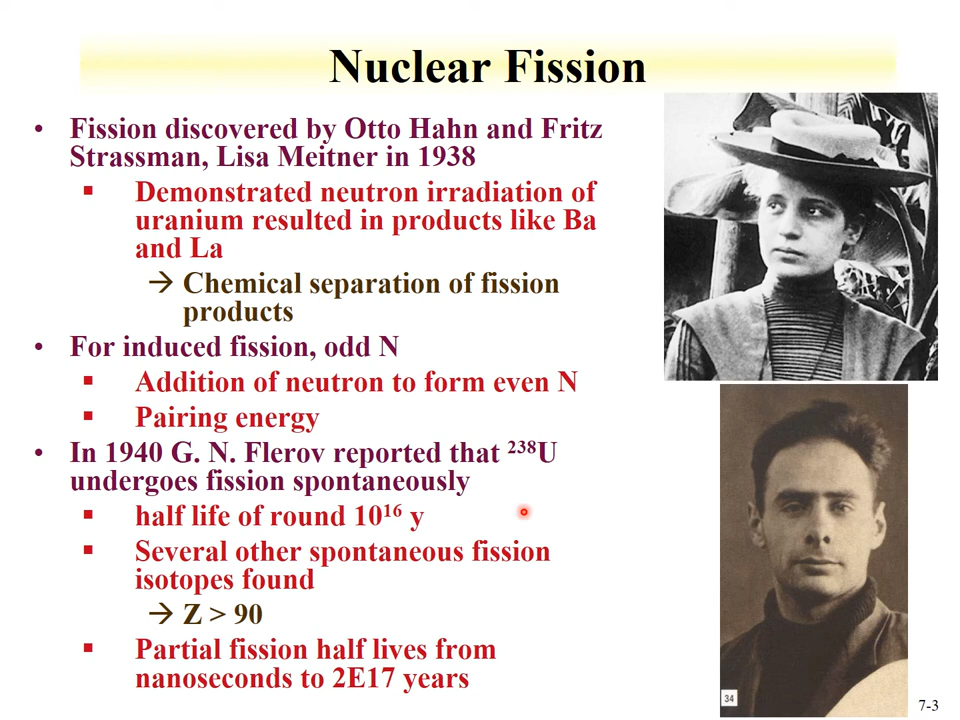 Nuclear Fission
• Fission discovered by Otto Hahn and Fritz
Strassman, Lisa Meitner in 1938
▪ Demonstrated neutron irradiation of
uranium resulted in products like Ba
and La
→ Chemical separation of fission
products
• For induced fission, odd N
▪ Addition of neutron to form even N
▪ Pairing energy
• In 1940 G. N. Flerov reported that ²³⁸U
undergoes fission spontaneously
▪ half life of round 10¹⁶ y
▪ Several other spontaneous fission
isotopes found
→ Z > 90
▪ Partial fission half lives from
nanoseconds to 2E17 years
34
7-3